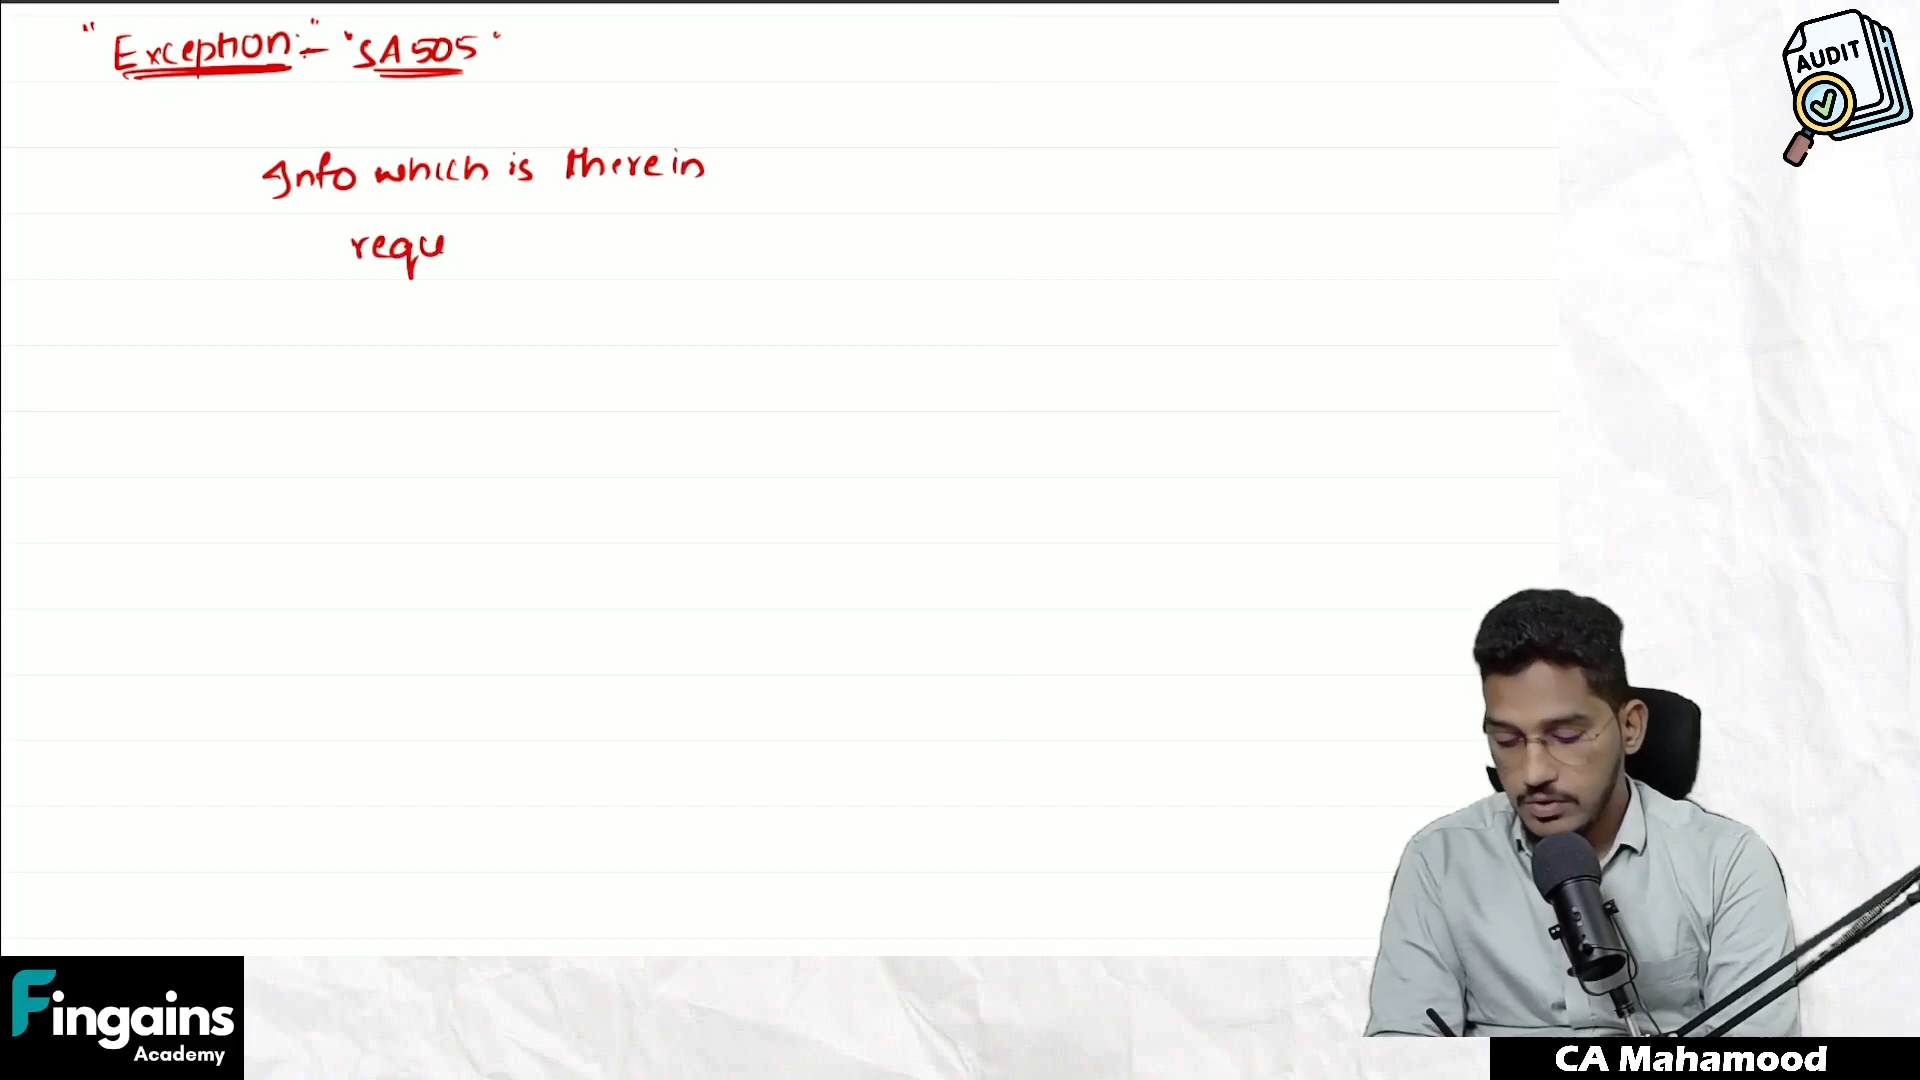 "Exception":- "SA 505"
Info which is there in
requ
AUDIT
Fingains
Academy
CA Mahamood